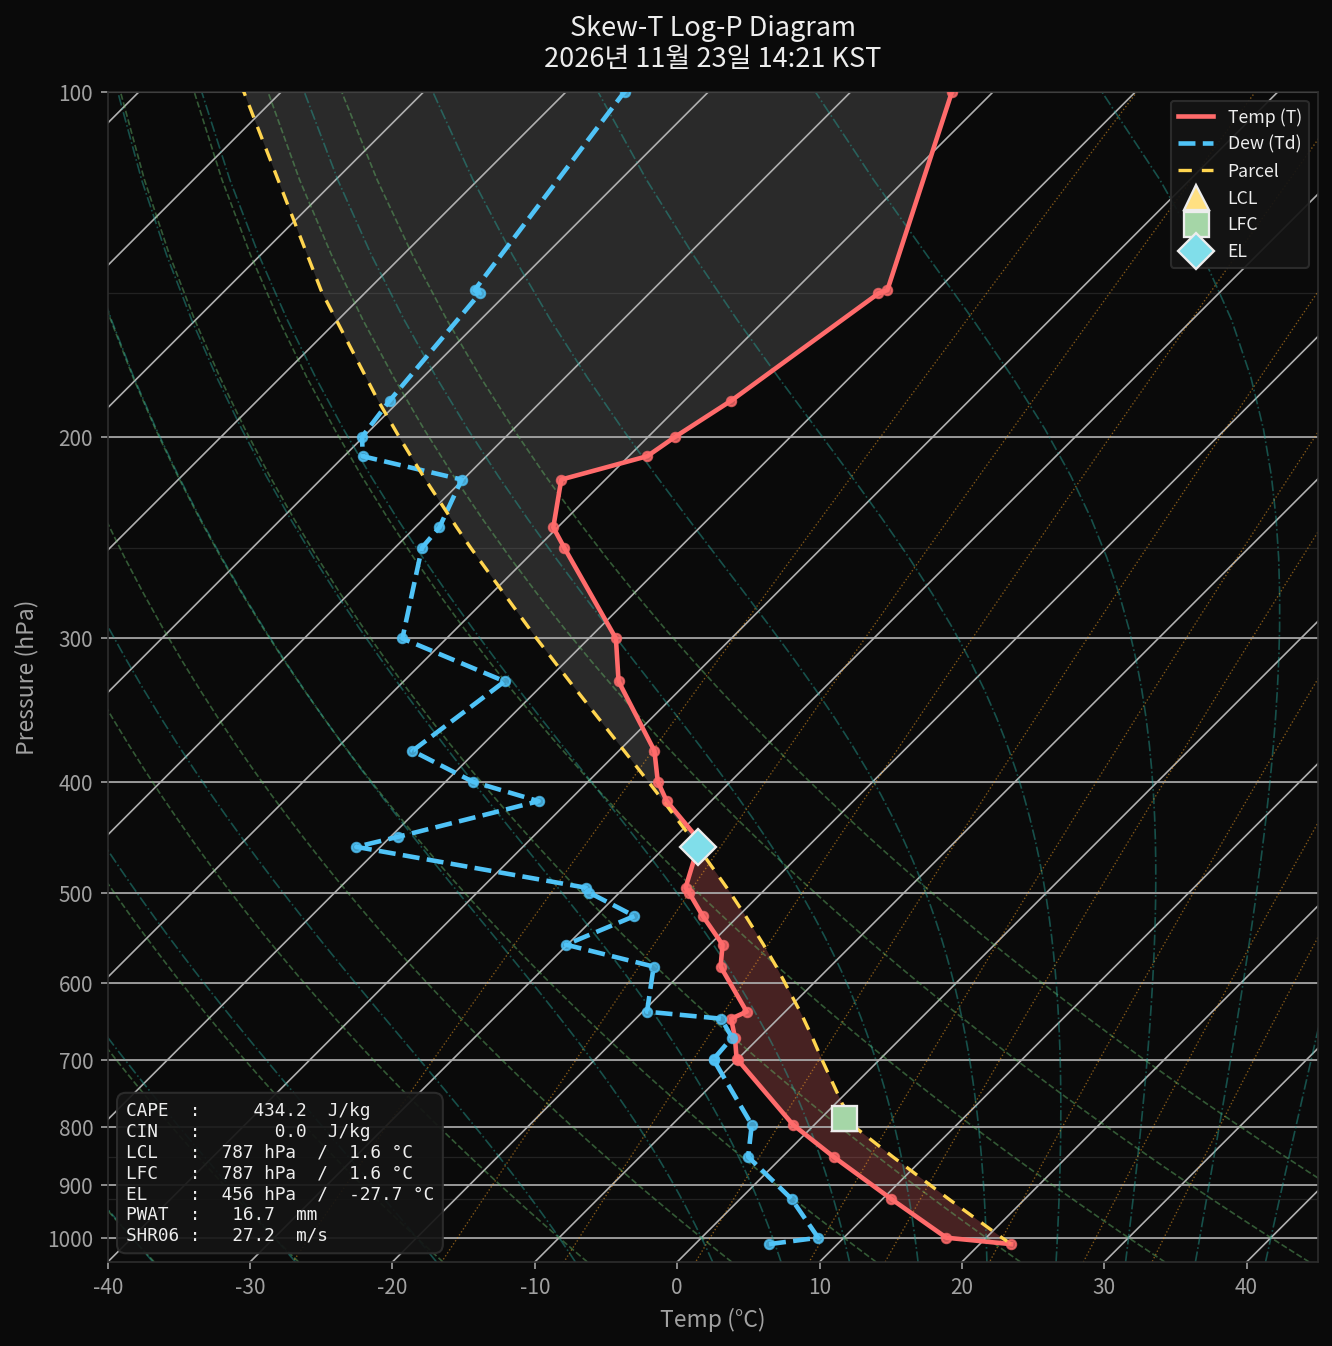 Skew-T Log-P Diagram
2026년 11월 23일 14:21 KST
Temp (T)
Dew (Td)
Parcel
LCL
LFC
EL
Pressure (hPa)
100
200
300
400
500
600
700
800
900
1000
CAPE : 434.2 J/kg
CIN : 0.0 J/kg
LCL : 787 hPa / 1.6 °C
LFC : 787 hPa / 1.6 °C
EL : 456 hPa / -27.7 °C
PWAT : 16.7 mm
SHR06 : 27.2 m/s
-40 -30 -20 -10 0 10 20 30 40
Temp (°C)